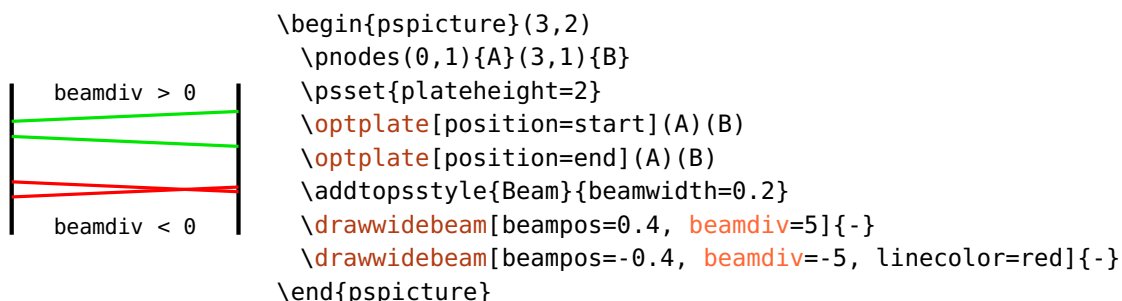 beamdiv > 0
beamdiv < 0
\begin{pspicture}(3,2)
  \pnodes(0,1){A}(3,1){B}
  \psset{plateheight=2}
  \optplate[position=start](A)(B)
  \optplate[position=end](A)(B)
  \addtopsstyle{Beam}{beamwidth=0.2}
  \drawwidebeam[beampos=0.4, beamdiv=5]{-}
  \drawwidebeam[beampos=-0.4, beamdiv=-5, linecolor=red]{-}
\end{pspicture}